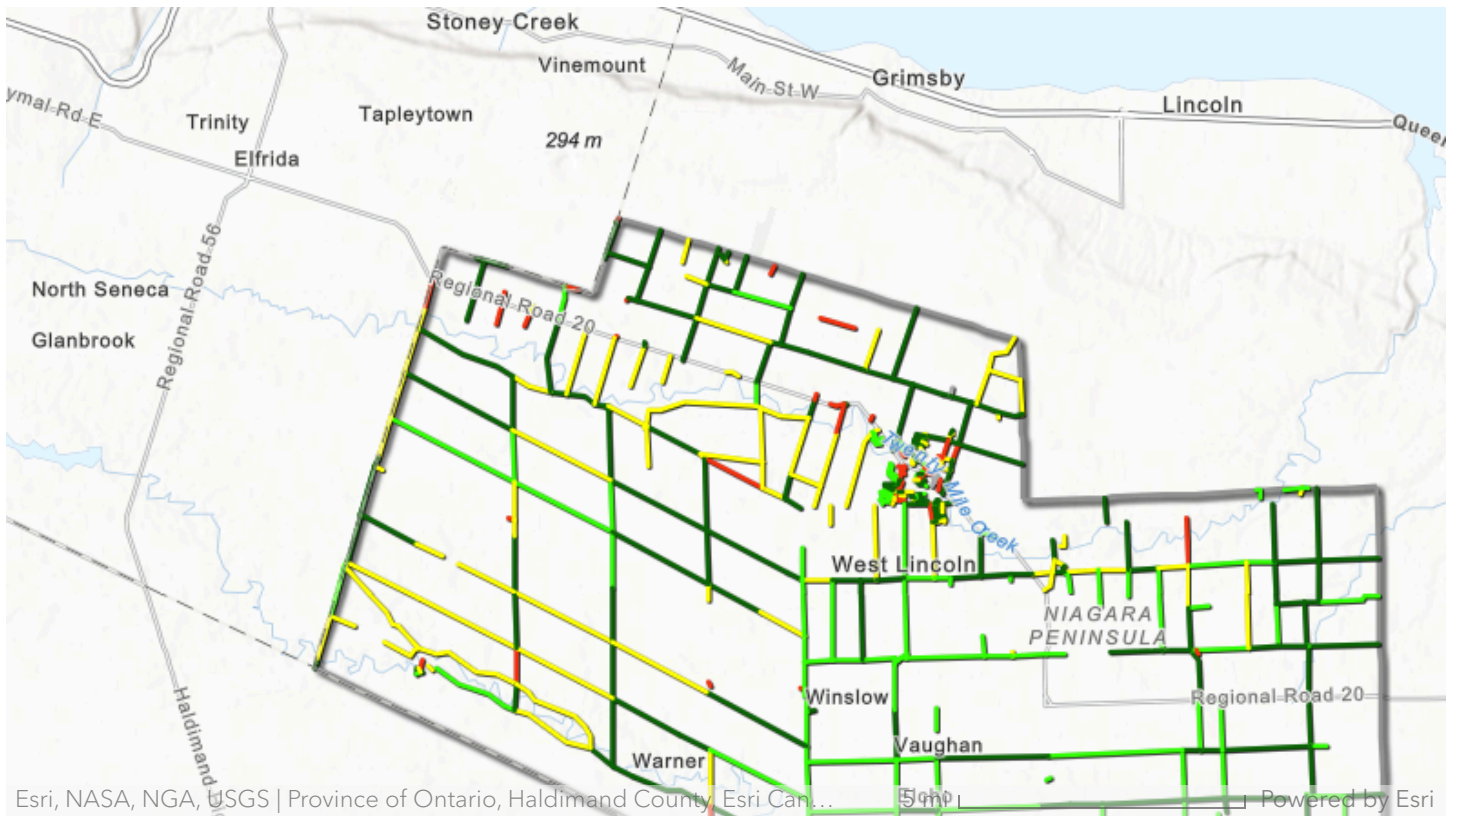 Stoney Creek
Vinemount
Main St W
Grimsby
Lincoln
ymal Rd E
Trinity
Tapleytown
294 m
Elfrida
Regional Road 56
North Seneca
Glanbrook
Regional Road 20
Twenty Mile Creek
West Lincoln
NIAGARA
PENINSULA
Winslow
Regional Road 20
Haldimand
Vaughan
Warner
Esri, NASA, NGA, USGS | Province of Ontario, Haldimand County, Esri Can…
5 mi
Powered by Esri